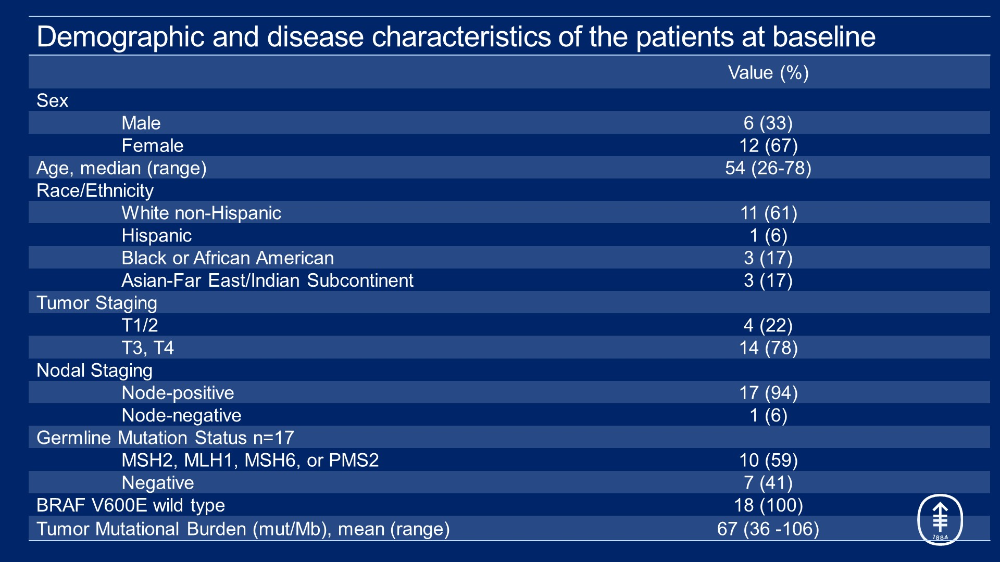 Demographic and disease characteristics of the patients at baseline
Value (%)
Sex
Male 6 (33)
Female 12 (67)
Age, median (range) 54 (26-78)
Race/Ethnicity
White non-Hispanic 11 (61)
Hispanic 1 (6)
Black or African American 3 (17)
Asian-Far East/Indian Subcontinent 3 (17)
Tumor Staging
T1/2 4 (22)
T3, T4 14 (78)
Nodal Staging
Node-positive 17 (94)
Node-negative 1 (6)
Germline Mutation Status n=17
MSH2, MLH1, MSH6, or PMS2 10 (59)
Negative 7 (41)
BRAF V600E wild type 18 (100)
Tumor Mutational Burden (mut/Mb), mean (range) 67 (36 -106)
1884